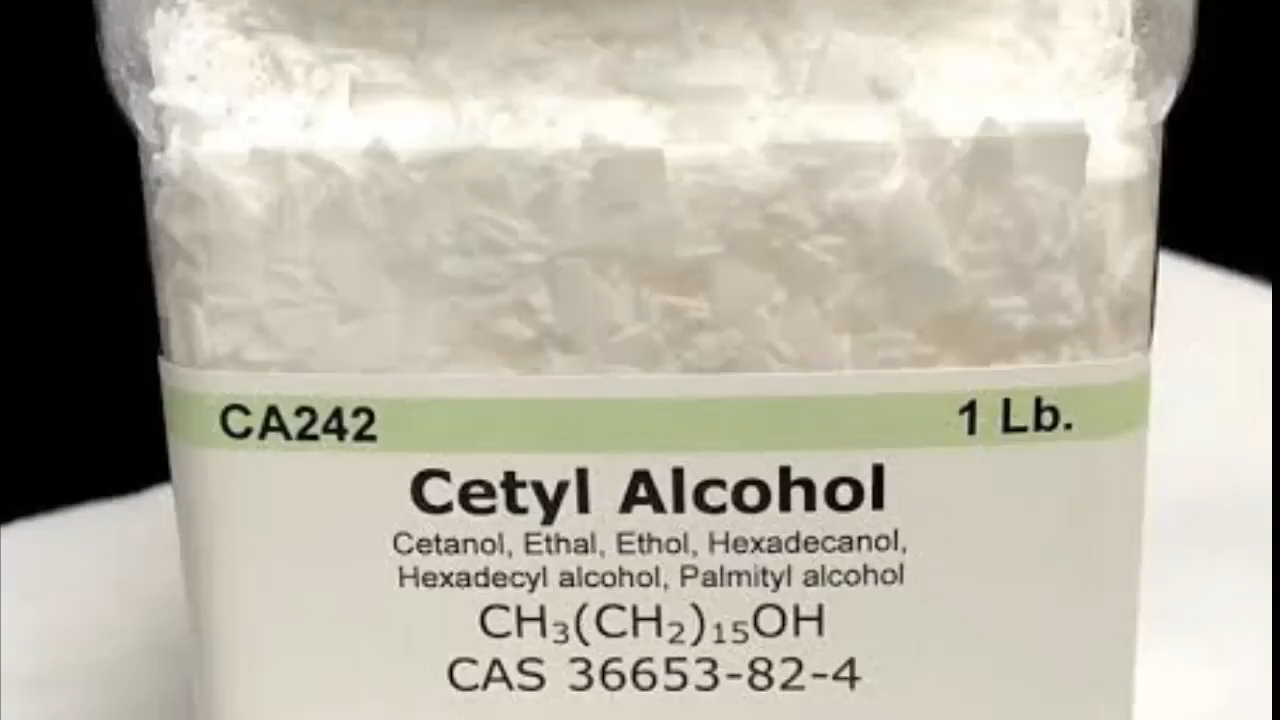 CA242 1 Lb.
Cetyl Alcohol
Cetanol, Ethal, Ethol, Hexadecanol,
Hexadecyl alcohol, Palmityl alcohol
CH₃(CH₂)₁₅OH
CAS 36653-82-4